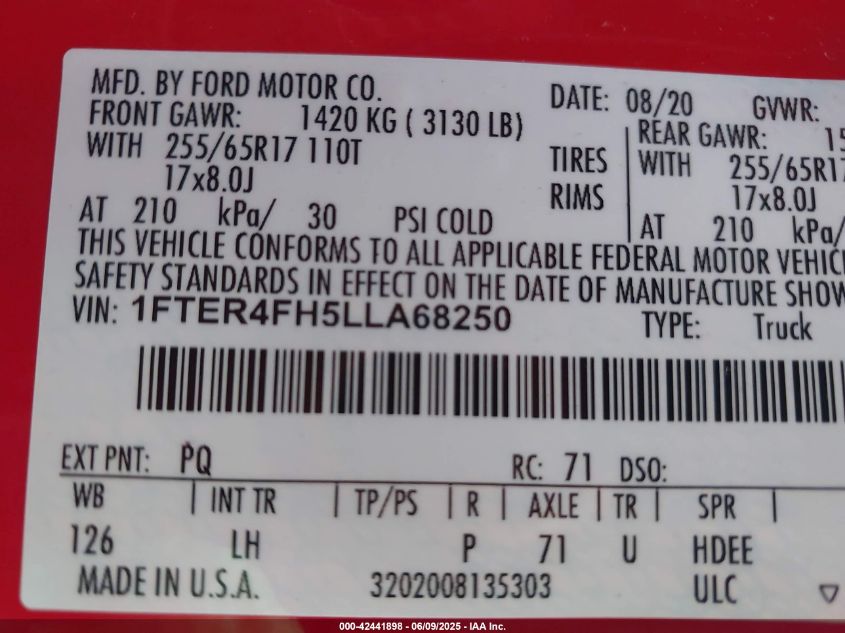 MFD. BY FORD MOTOR CO. DATE: 08/20 GVWR:
FRONT GAWR: 1420 KG ( 3130 LB) REAR GAWR: 15
WITH 255/65R17 110T TIRES WITH 255/65R17
17x8.0J RIMS 17x8.0J
AT 210 kPa/ 30 PSI COLD AT 210 kPa/
THIS VEHICLE CONFORMS TO ALL APPLICABLE FEDERAL MOTOR VEHIC
SAFETY STANDARDS IN EFFECT ON THE DATE OF MANUFACTURE SHOW
VIN: 1FTER4FH5LLA68250 TYPE: Truck
EXT PNT: PQ RC: 71 DSO:
WB | INT TR | TP/PS | R | AXLE | TR | SPR |
126 LH P 71 U HDEE
MADE IN U.S.A. 3202008135303 ULC
000-42441898 - 06/09/2025 - IAA Inc.